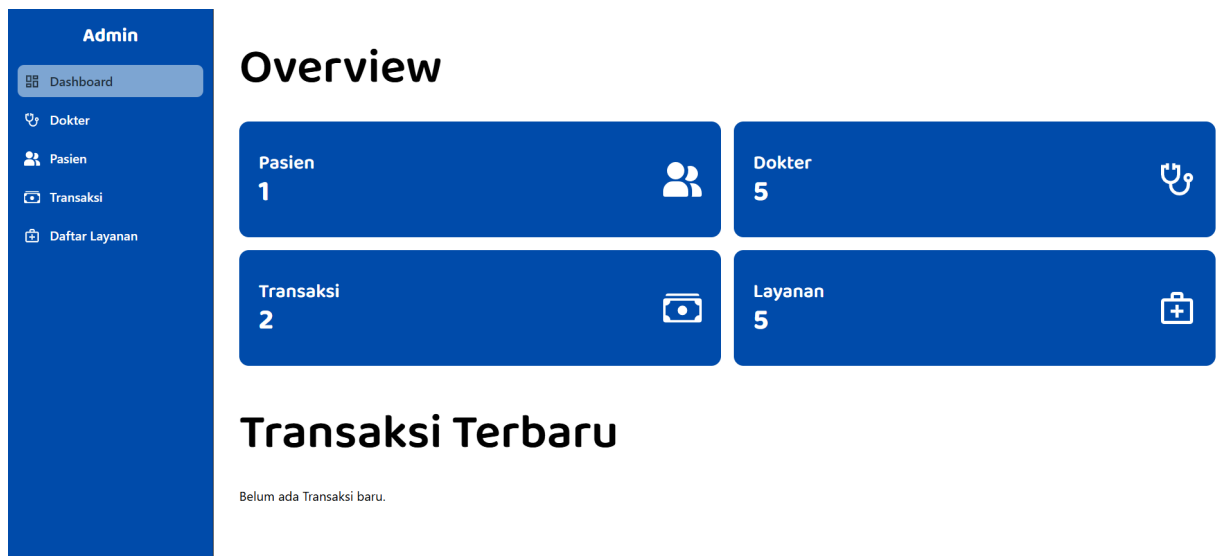 Admin
Dashboard
Dokter
Pasien
Transaksi
Daftar Layanan
Overview
Pasien
1
Dokter
5
Transaksi
2
Layanan
5
Transaksi Terbaru
Belum ada Transaksi baru.